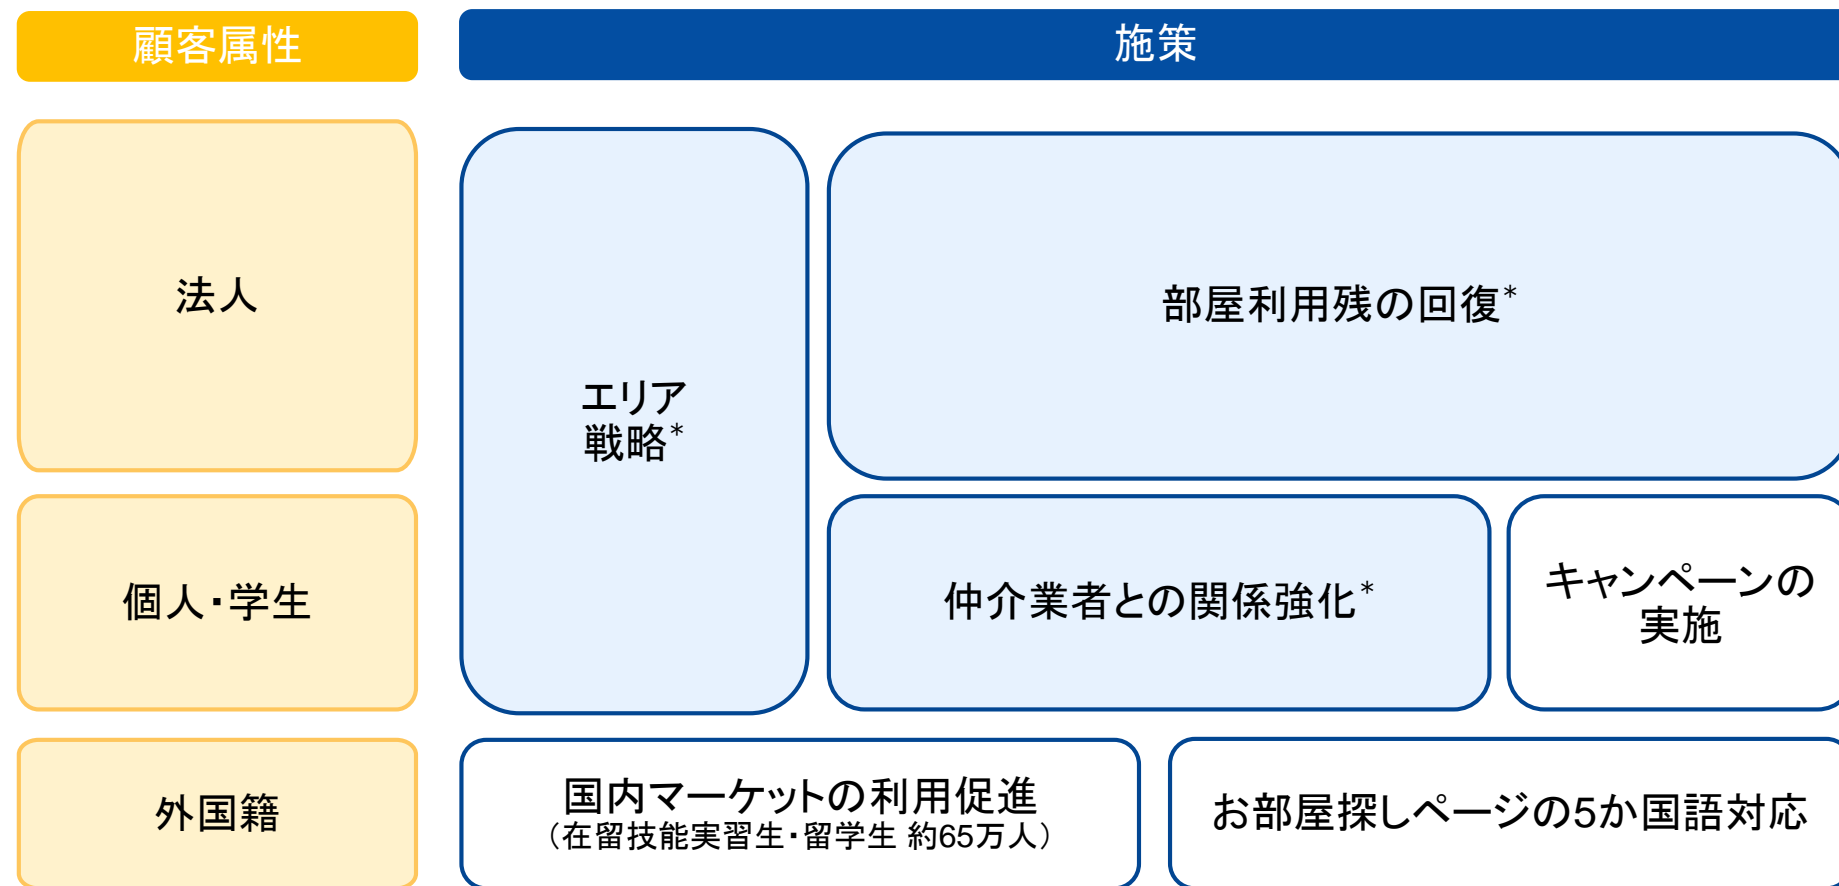 顧客属性
施策
法人
エリア
戦略*
部屋利用残の回復*
個人・学生
仲介業者との関係強化*
キャンペーンの
実施
外国籍
国内マーケットの利用促進
（在留技能実習生・留学生 約65万人）
お部屋探しページの5か国語対応